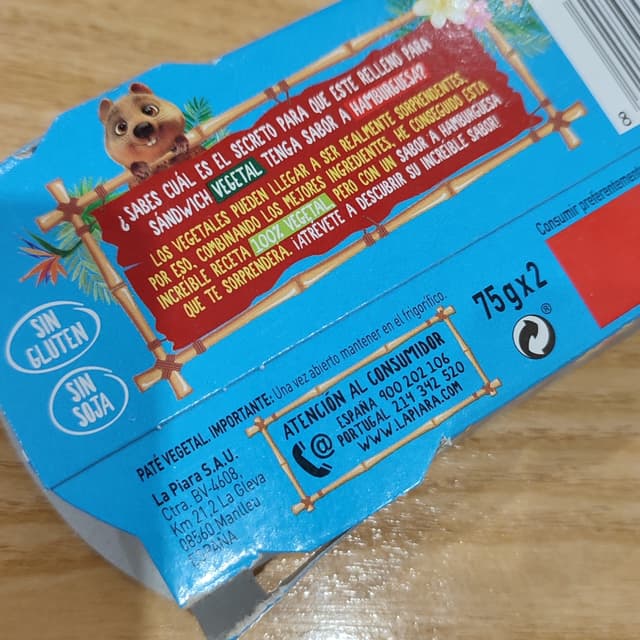 ¿SABES CUÁL ES EL SECRETO PARA QUE ESTE RELLENO PARA
SÁNDWICH VEGETAL TENGA SABOR A HAMBURGUESA?
LOS VEGETALES PUEDEN LLEGAR A SER REALMENTE SORPRENDENTES.
POR ESO, COMBINANDO LOS MEJORES INGREDIENTES, HE CONSEGUIDO ESTA
INCREÍBLE RECETA 100% VEGETAL PERO CON UN SABOR A HAMBURGUESA
QUE TE SORPRENDERÁ. ¡ATRÉVETE A DESCUBRIR SU INCREÍBLE SABOR!
SIN
GLUTEN
SIN
SOJA
8
Consumir preferentemente
75g x 2
®
PATÉ VEGETAL. IMPORTANTE: Una vez abierto mantener en el frigorífico.
La Piara S.A.U.
Ctra. BV-4608,
Km 21,2 La Gleva
08560 Manlleu
ESPAÑA
ATENCIÓN AL CONSUMIDOR
ESPAÑA 900 202 106
PORTUGAL 214 342 520
WWW.LAPIARA.COM